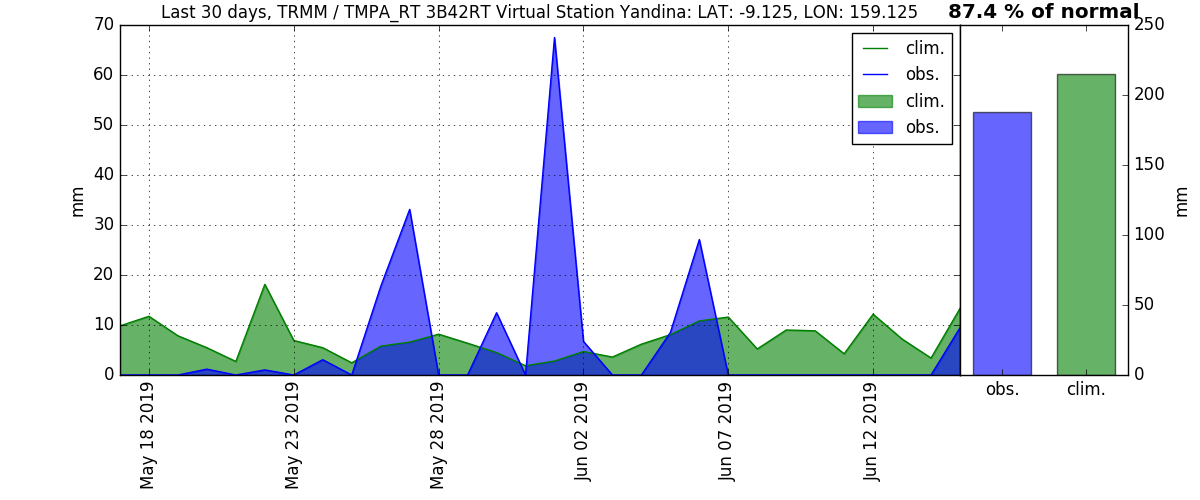 Last 30 days, TRMM / TMPA_RT 3B42RT Virtual Station Yandina: LAT: -9.125, LON: 159.125
87.4 % of normal
70
60
50
40
30
20
10
0
mm
clim.
obs.
clim.
obs.
250
200
150
100
50
0
mm
obs.
clim.
May 18 2019
May 23 2019
May 28 2019
Jun 02 2019
Jun 07 2019
Jun 12 2019